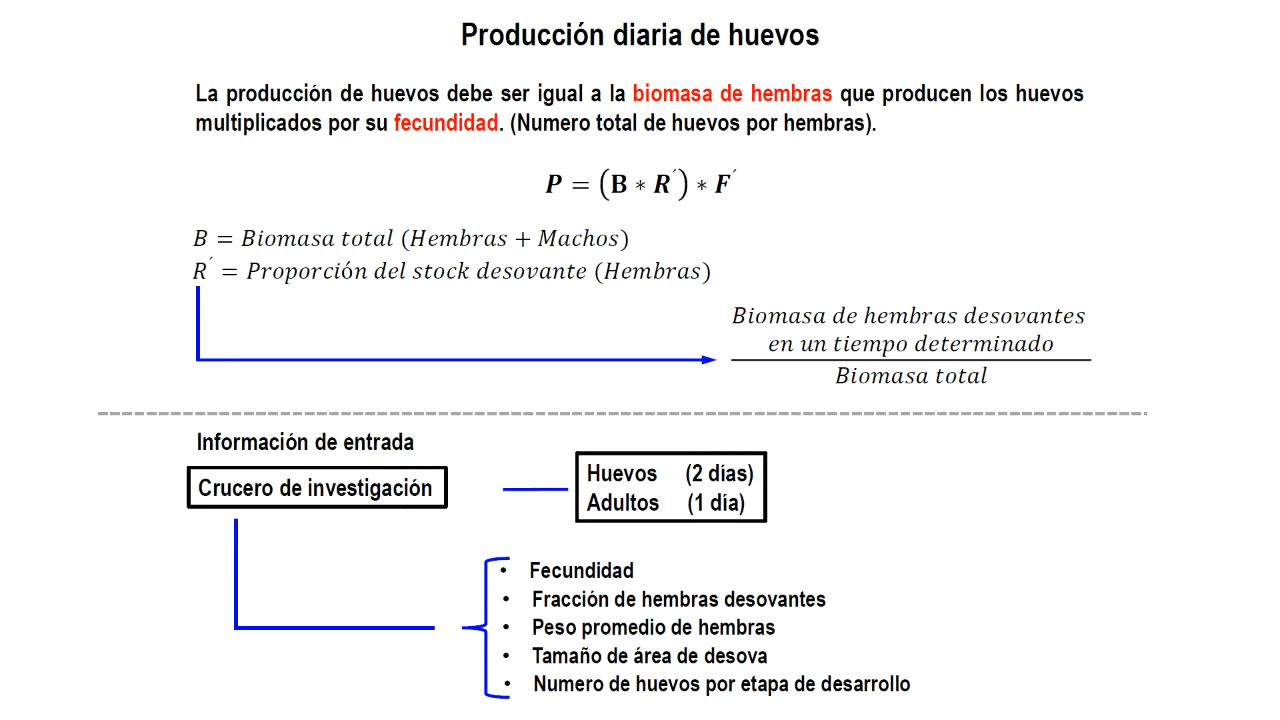 Producción diaria de huevos
La producción de huevos debe ser igual a la biomasa de hembras que producen los huevos
multiplicados por su fecundidad. (Numero total de huevos por hembras).
P = (B ∗ R´) ∗ F´
B = Biomasa total (Hembras + Machos)
R´ = Proporción del stock desovante (Hembras)
Biomasa de hembras desovantes
en un tiempo determinado
Biomasa total
Información de entrada
Crucero de investigación
Huevos (2 días)
Adultos (1 día)
• Fecundidad
• Fracción de hembras desovantes
• Peso promedio de hembras
• Tamaño de área de desova
• Numero de huevos por etapa de desarrollo